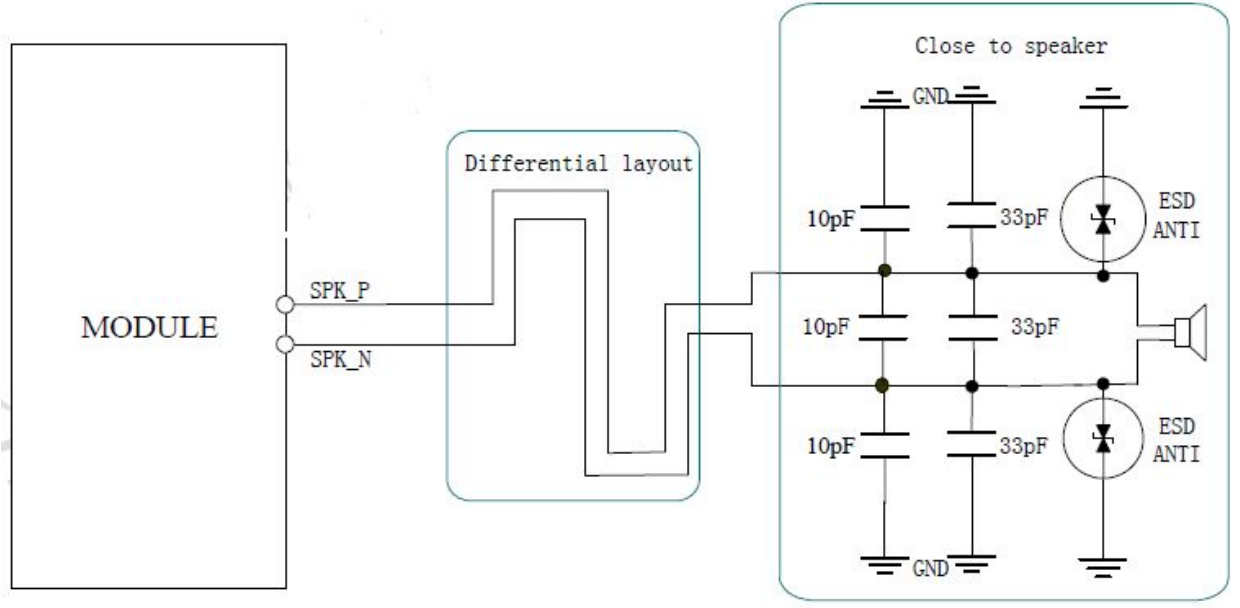 Close to speaker
GND
Differential layout
10pF
33pF
ESD
ANTI
SPK_P
MODULE
10pF
33pF
SPK_N
10pF
33pF
ESD
ANTI
GND